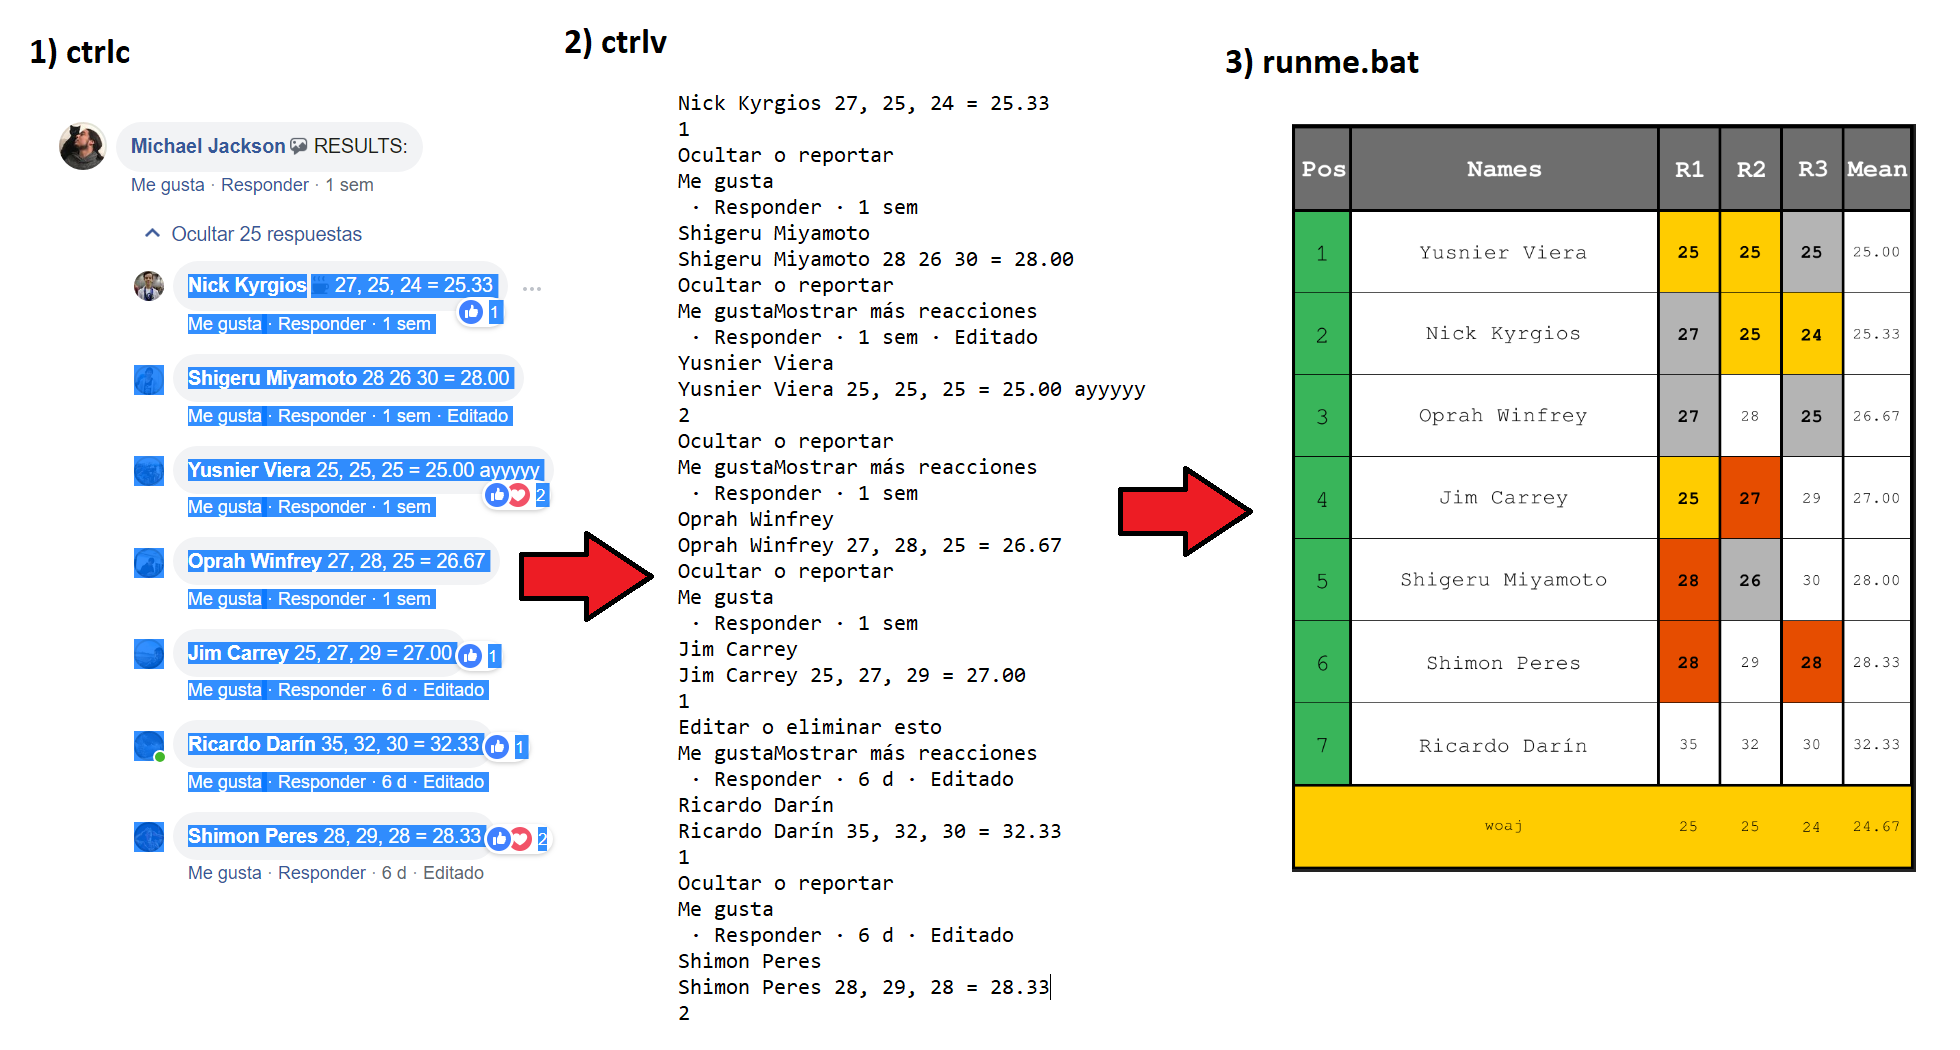 1) ctrlc
Michael Jackson RESULTS:
Me gusta · Responder · 1 sem
Ocultar 25 respuestas
Nick Kyrgios 27, 25, 24 = 25.33
1
Me gusta · Responder · 1 sem
Shigeru Miyamoto 28 26 30 = 28.00
Me gusta · Responder · 1 sem · Editado
Yusnier Viera 25, 25, 25 = 25.00 ayyyyy
2
Me gusta · Responder · 1 sem
Oprah Winfrey 27, 28, 25 = 26.67
Me gusta · Responder · 1 sem
Jim Carrey 25, 27, 29 = 27.00
1
Me gusta · Responder · 6 d · Editado
Ricardo Darín 35, 32, 30 = 32.33
1
Me gusta · Responder · 6 d · Editado
Shimon Peres 28, 29, 28 = 28.33
2
Me gusta · Responder · 6 d · Editado
2) ctrlv
Nick Kyrgios 27, 25, 24 = 25.33
1
Ocultar o reportar
Me gusta
· Responder · 1 sem
Shigeru Miyamoto
Shigeru Miyamoto 28 26 30 = 28.00
Ocultar o reportar
Me gustaMostrar más reacciones
· Responder · 1 sem · Editado
Yusnier Viera
Yusnier Viera 25, 25, 25 = 25.00 ayyyyy
2
Ocultar o reportar
Me gustaMostrar más reacciones
· Responder · 1 sem
Oprah Winfrey
Oprah Winfrey 27, 28, 25 = 26.67
Ocultar o reportar
Me gusta
· Responder · 1 sem
Jim Carrey
Jim Carrey 25, 27, 29 = 27.00
1
Editar o eliminar esto
Me gustaMostrar más reacciones
· Responder · 6 d · Editado
Ricardo Darín
Ricardo Darín 35, 32, 30 = 32.33
1
Ocultar o reportar
Me gusta
· Responder · 6 d · Editado
Shimon Peres
Shimon Peres 28, 29, 28 = 28.33
2
3) runme.bat
Pos Names R1 R2 R3 Mean
1 Yusnier Viera 25 25 25 25.00
2 Nick Kyrgios 27 25 24 25.33
3 Oprah Winfrey 27 28 25 26.67
4 Jim Carrey 25 27 29 27.00
5 Shigeru Miyamoto 28 26 30 28.00
6 Shimon Peres 28 29 28 28.33
7 Ricardo Darín 35 32 30 32.33
woaj 25 25 24 24.67